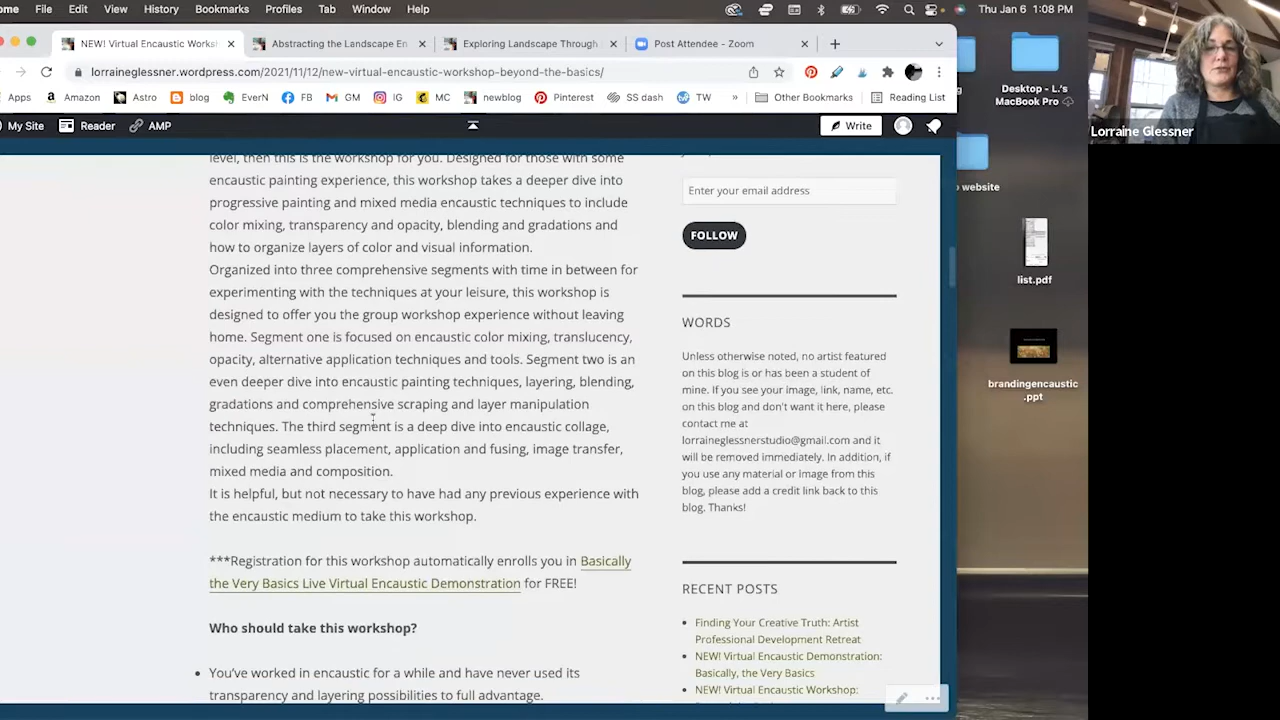 ome File Edit View History Bookmarks Profiles Tab Window Help Thu Jan 6 1:08 PM
NEW! Virtual Encaustic Worksh Abstracting the Landscape En Exploring Landscape Through Post Attendee - Zoom
lorraineglessner.wordpress.com/2021/11/12/new-virtual-encaustic-workshop-beyond-the-basics/
Apps Amazon Astro blog EverN FB GM IG MC newblog Pinterest SS dash TW » Other Bookmarks Reading List
My Site Reader AMP Write
level, then this is the workshop for you. Designed for those with some
encaustic painting experience, this workshop takes a deeper dive into
progressive painting and mixed media encaustic techniques to include
color mixing, transparency and opacity, blending and gradations and
how to organize layers of color and visual information.
Organized into three comprehensive segments with time in between for
experimenting with the techniques at your leisure, this workshop is
designed to offer you the group workshop experience without leaving
home. Segment one is focused on encaustic color mixing, translucency,
opacity, alternative application techniques and tools. Segment two is an
even deeper dive into encaustic painting techniques, layering, blending,
gradations and comprehensive scraping and layer manipulation
techniques. The third segment is a deep dive into encaustic collage,
including seamless placement, application and fusing, image transfer,
mixed media and composition.
It is helpful, but not necessary to have had any previous experience with
the encaustic medium to take this workshop.
***Registration for this workshop automatically enrolls you in Basically
the Very Basics Live Virtual Encaustic Demonstration for FREE!
Who should take this workshop?
• You've worked in encaustic for a while and have never used its
transparency and layering possibilities to full advantage.
Enter your email address
FOLLOW
WORDS
Unless otherwise noted, no artist featured
on this blog is or has been a student of
mine. If you see your image, link, name, etc.
on this blog and don't want it here, please
contact me at
lorraineglessnerstudio@gmail.com and it
will be removed immediately. In addition, if
you use any material or Image from this
blog, please add a credit link back to this
blog. Thanks!
RECENT POSTS
• Finding Your Creative Truth: Artist
Professional Development Retreat
• NEW! Virtual Encaustic Demonstration:
Basically, the Very Basics
• NEW! Virtual Encaustic Workshop:
Desktop - L.'s
MacBook Pro
website
list.pdf
brandingencaustic
.ppt
Lorraine Glessner